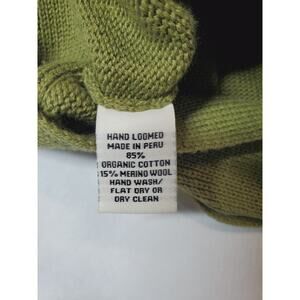 HAND LOOMED
MADE IN PERU
85%
ORGANIC COTTON
15% MERINO WOOL
HAND WASH/
FLAT DRY OR
DRY CLEAN